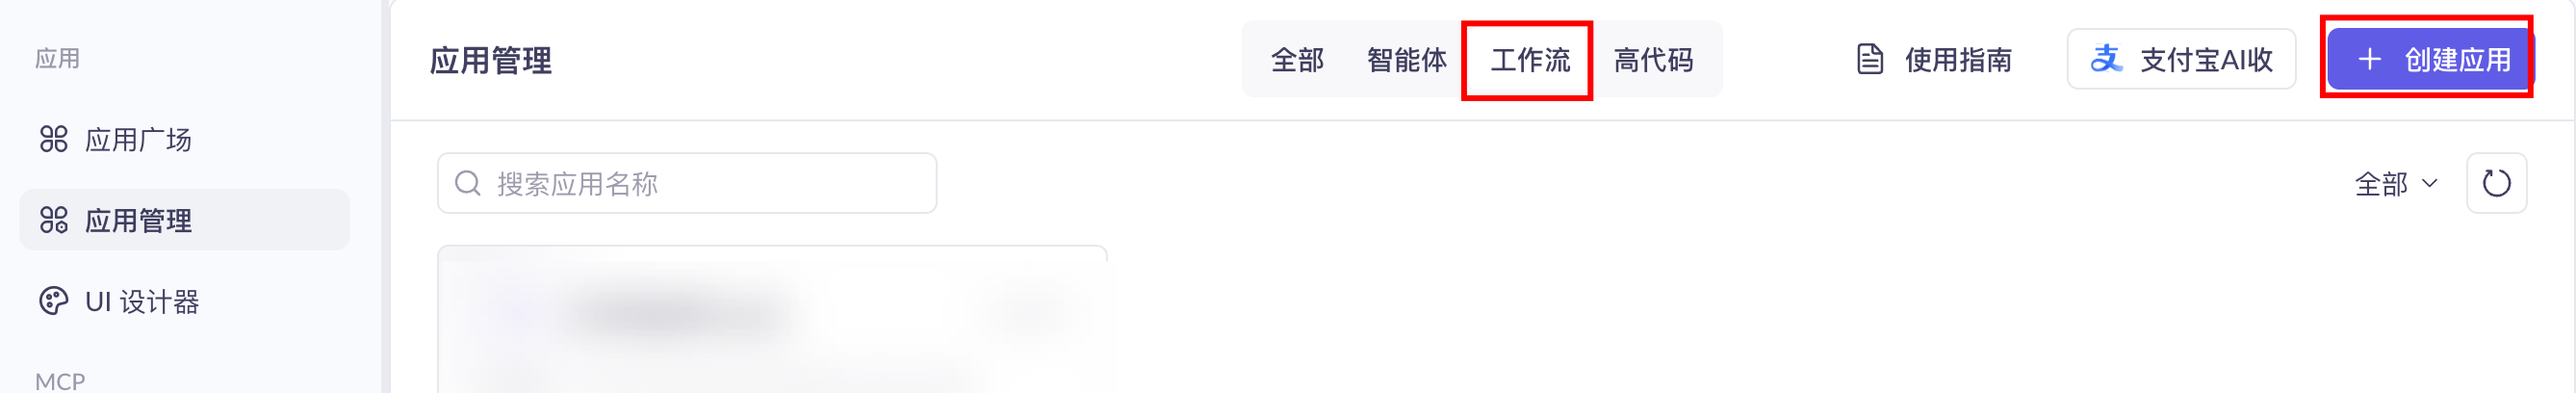 应用
应用广场
应用管理
UI 设计器
MCP
应用管理
全部 智能体 工作流 高代码
使用指南
支付宝AI收
创建应用
搜索应用名称
全部